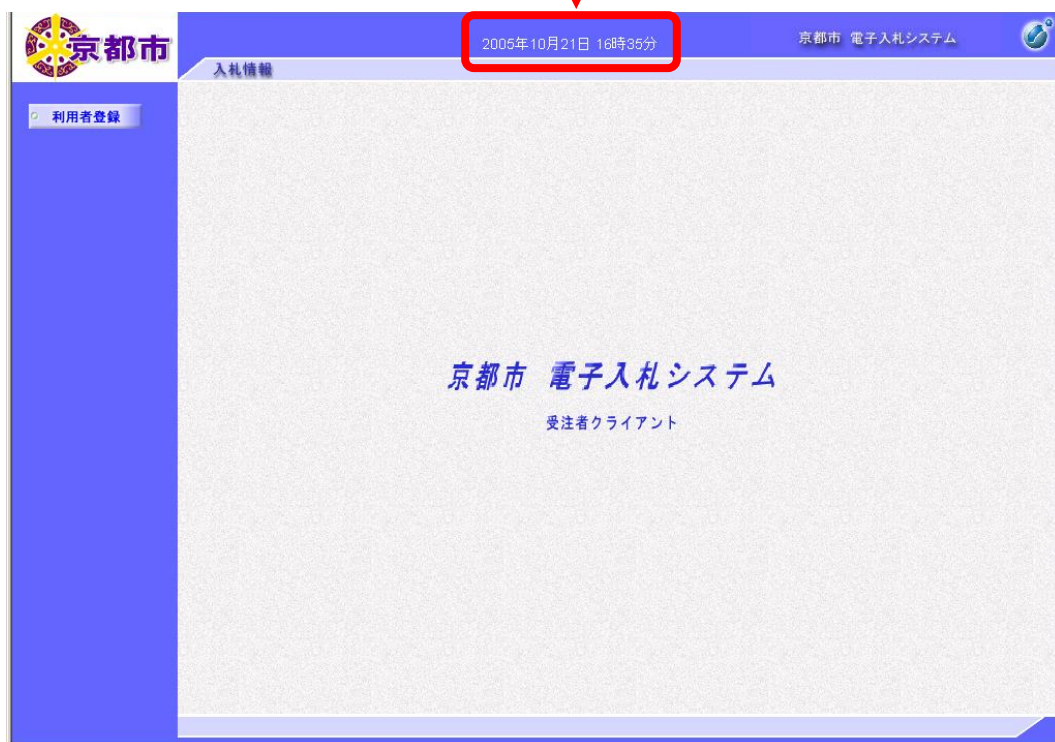 京都市
2005年10月21日 16時35分
京都市 電子入札システム
入札情報
利用者登録
京都市 電子入札システム
受注者クライアント